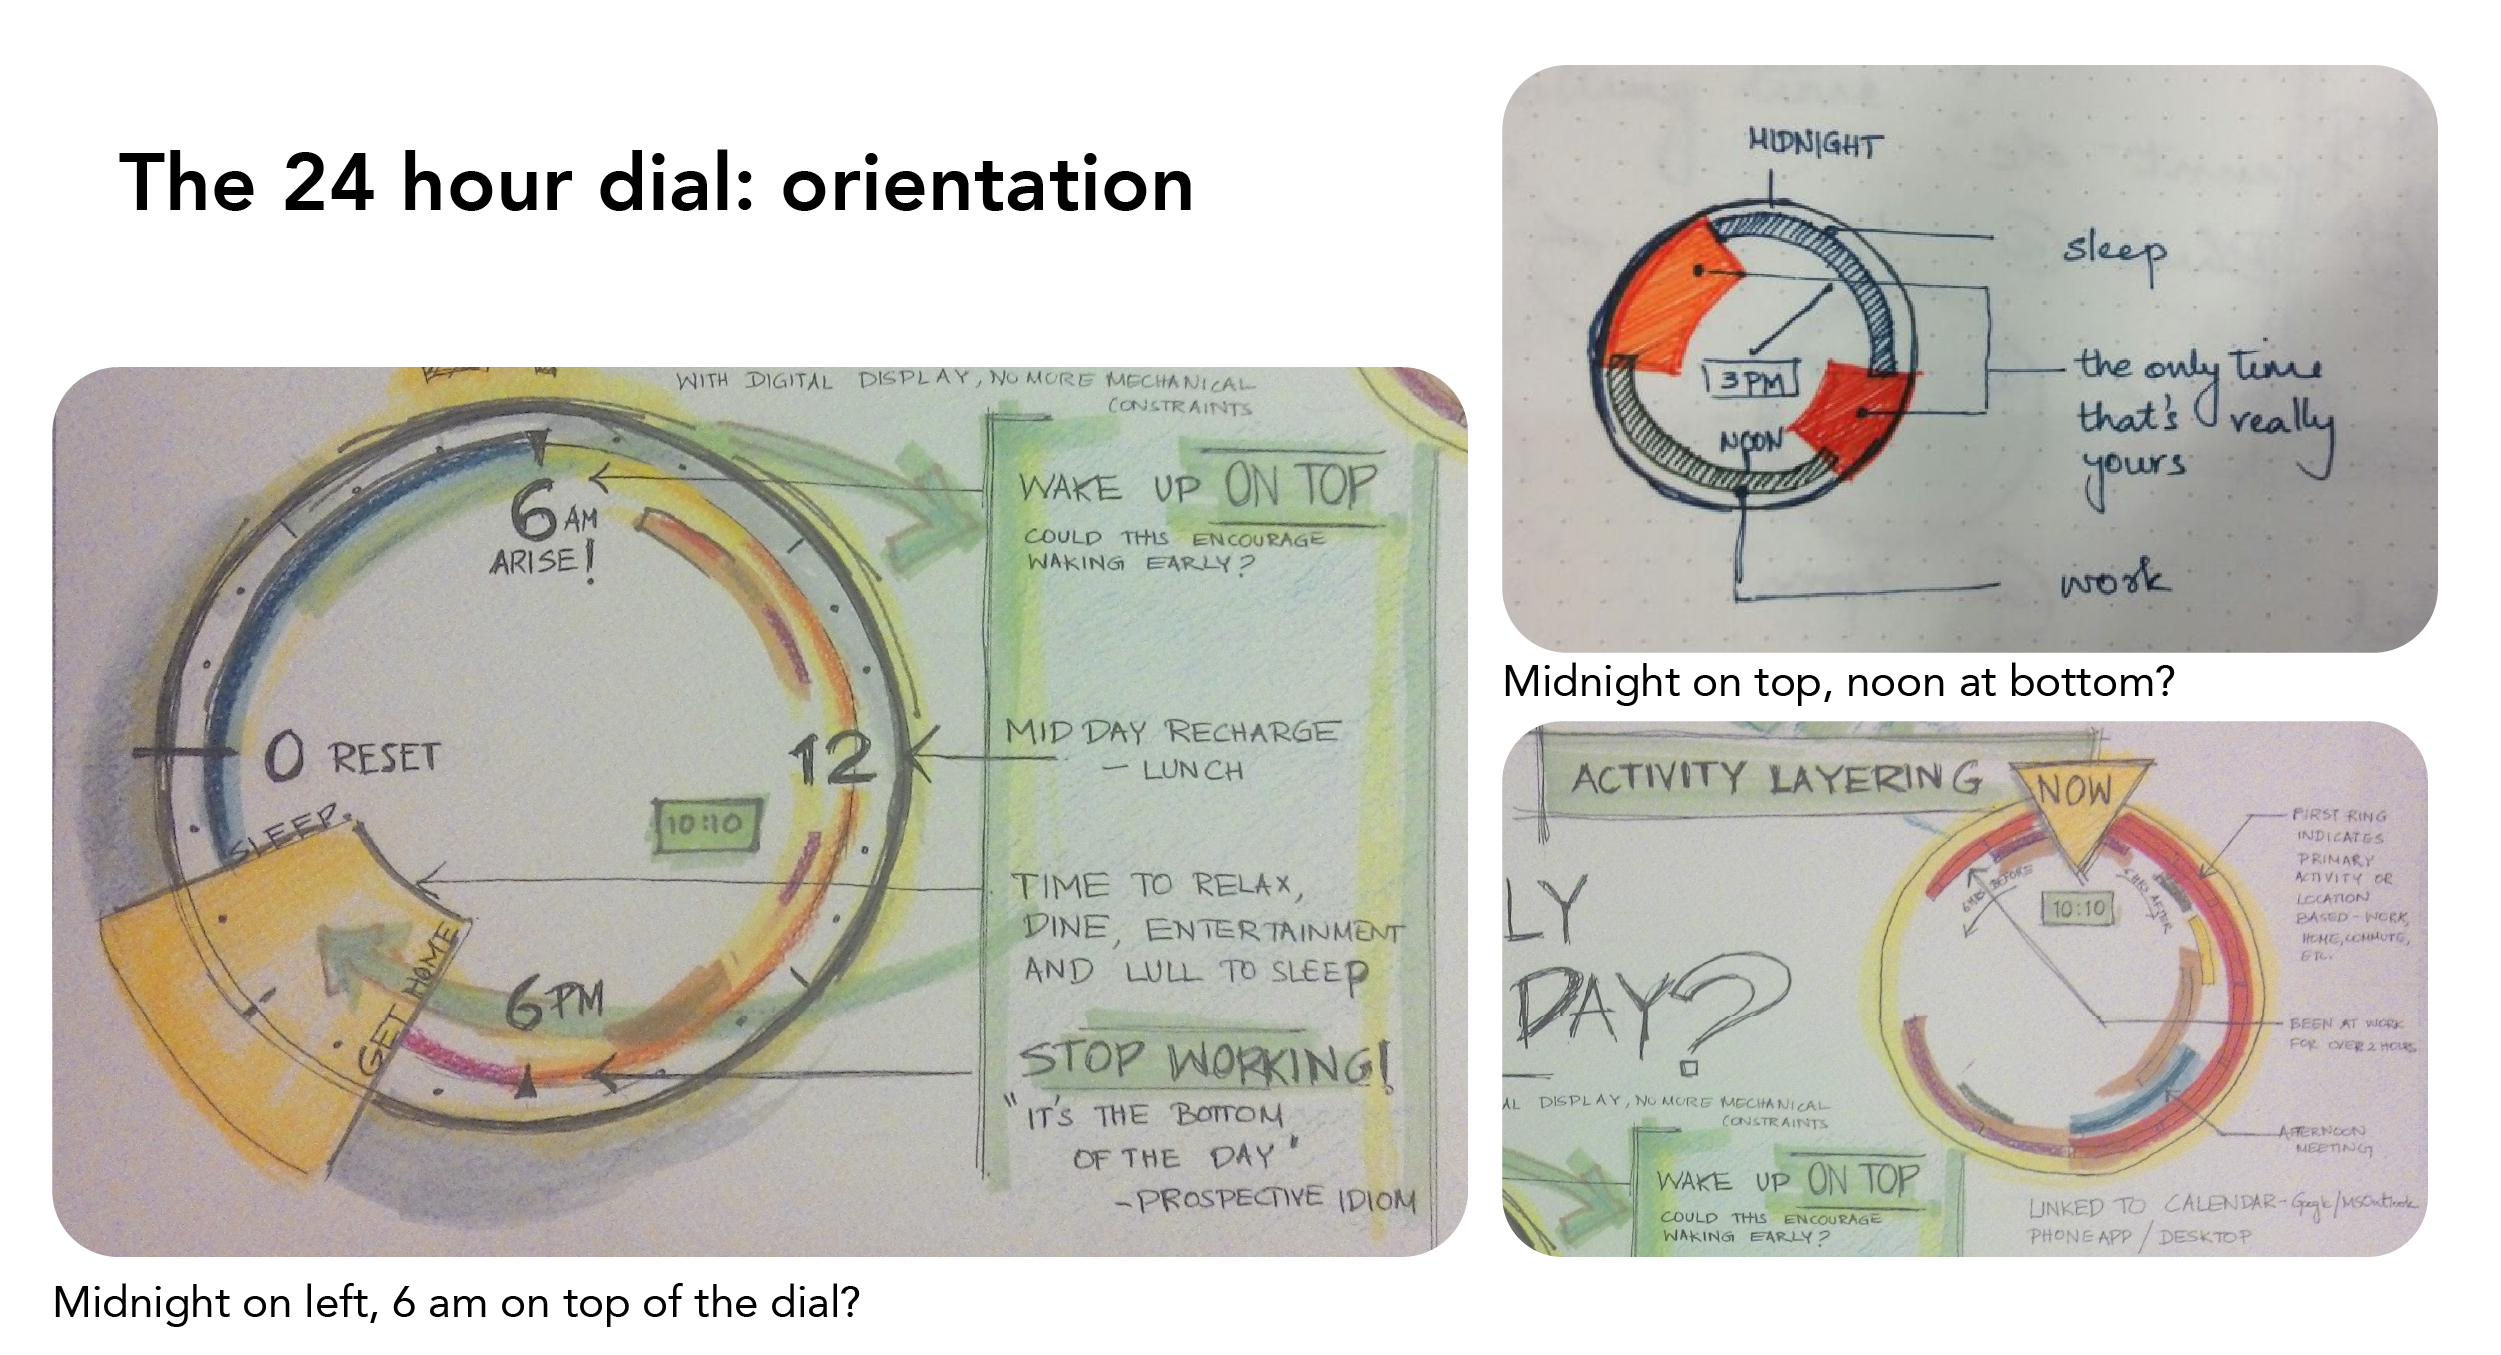 The 24 hour dial: orientation
WITH DIGITAL DISPLAY, NO MORE MECHANICAL
CONSTRAINTS
6 AM
ARISE!
WAKE UP ON TOP
COULD THIS ENCOURAGE
WAKING EARLY?
0 RESET
12
MID DAY RECHARGE
– LUNCH
10:10
SLEEP.
GET HOME
6 PM
TIME TO RELAX,
DINE, ENTERTAINMENT
AND LULL TO SLEEP
STOP WORKING!
"IT'S THE BOTTOM
OF THE DAY"
-PROSPECTIVE IDIOM
Midnight on left, 6 am on top of the dial?
MIDNIGHT
sleep
3PM
NOON
the only time
that's really
yours
work
Midnight on top, noon at bottom?
ACTIVITY LAYERING
NOW
6HRS BEFORE
6HRS AFTER
10:10
FIRST RING
INDICATES
PRIMARY
ACTIVITY OR
LOCATION
BASED - WORK,
HOME, COMMUTE,
ETC.
LY
DAY?
BEEN AT WORK
FOR OVER 2 HOURS
AL DISPLAY, NO MORE MECHANICAL
CONSTRAINTS
AFTERNOON
MEETING
WAKE UP ON TOP
COULD THIS ENCOURAGE
WAKING EARLY?
LINKED TO CALENDAR - /MSOutlook
PHONE APP / DESKTOP